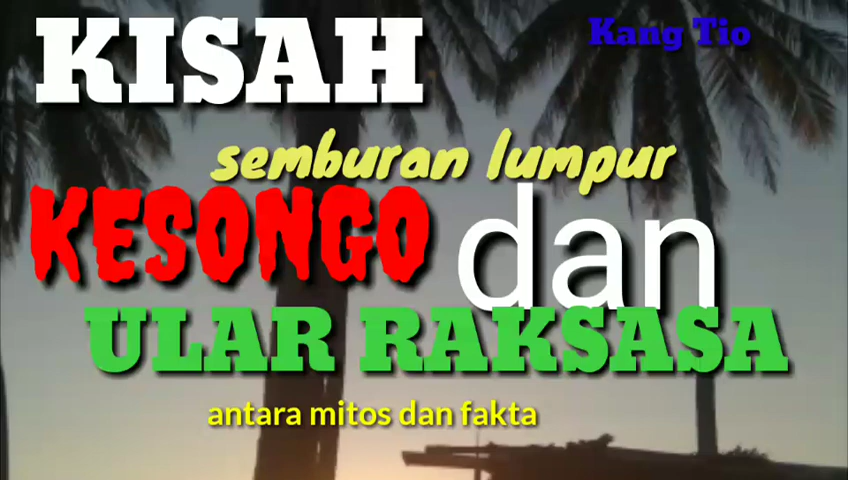 KISAH
Kang Tio
semburan lumpur
KESONGO dan
ULAR RAKSASA
antara mitos dan fakta